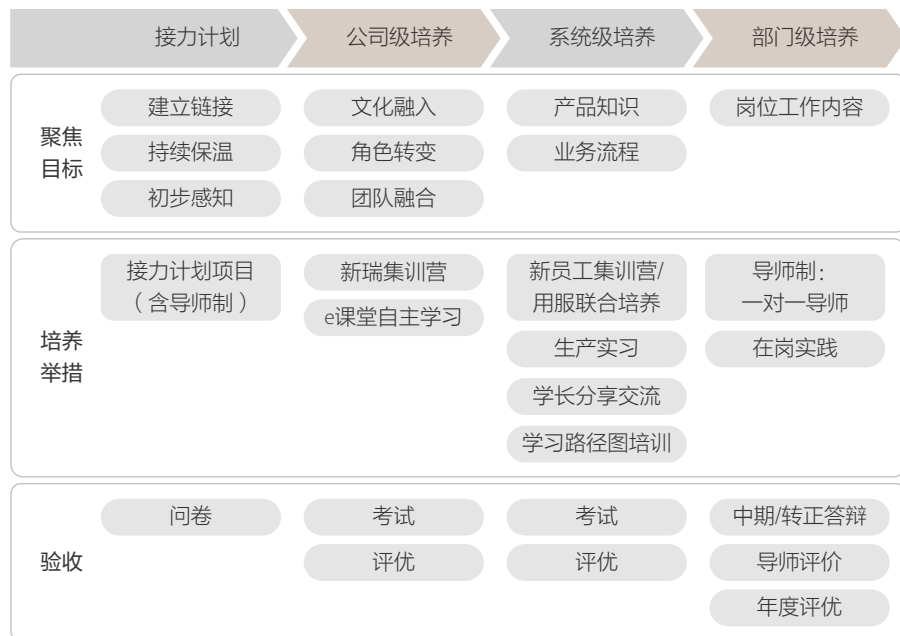 接力计划
公司级培养
系统级培养
部门级培养
聚焦
目标
建立链接
文化融入
产品知识
岗位工作内容
持续保温
角色转变
业务流程
初步感知
团队融合
培养
举措
接力计划项目
（含导师制）
新瑞集训营
e课堂自主学习
新员工集训营/
用服联合培养
生产实习
学长分享交流
学习路径图培训
导师制：
一对一导师
在岗实践
验收
问卷
考试
考试
中期/转正答辩
评优
评优
导师评价
年度评优